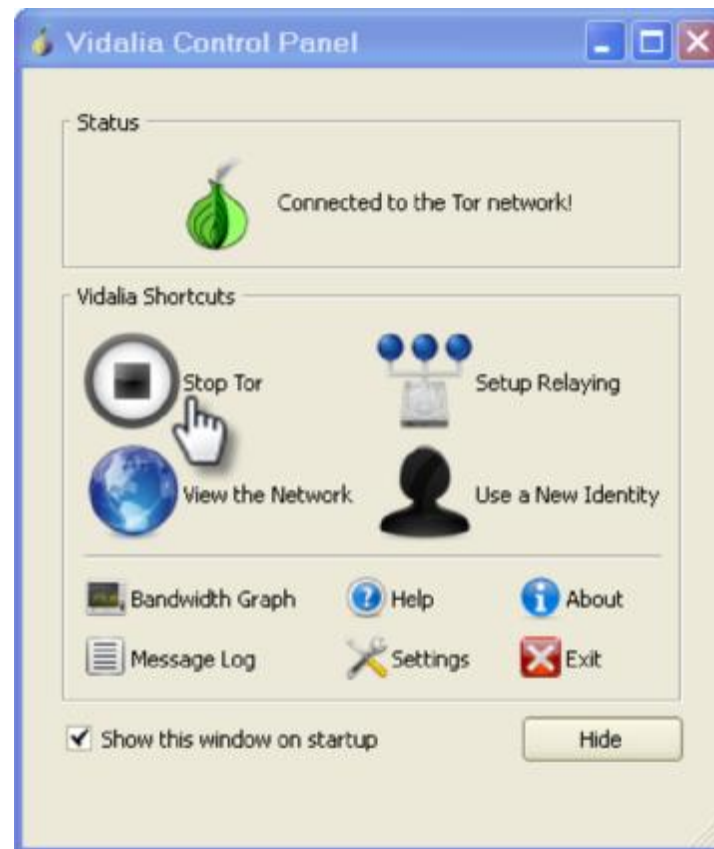 Vidalia Control Panel
Status
Connected to the Tor network!
Vidalia Shortcuts
Stop Tor
Setup Relaying
View the Network
Use a New Identity
Bandwidth Graph
Help
About
Message Log
Settings
Exit
Show this window on startup
Hide